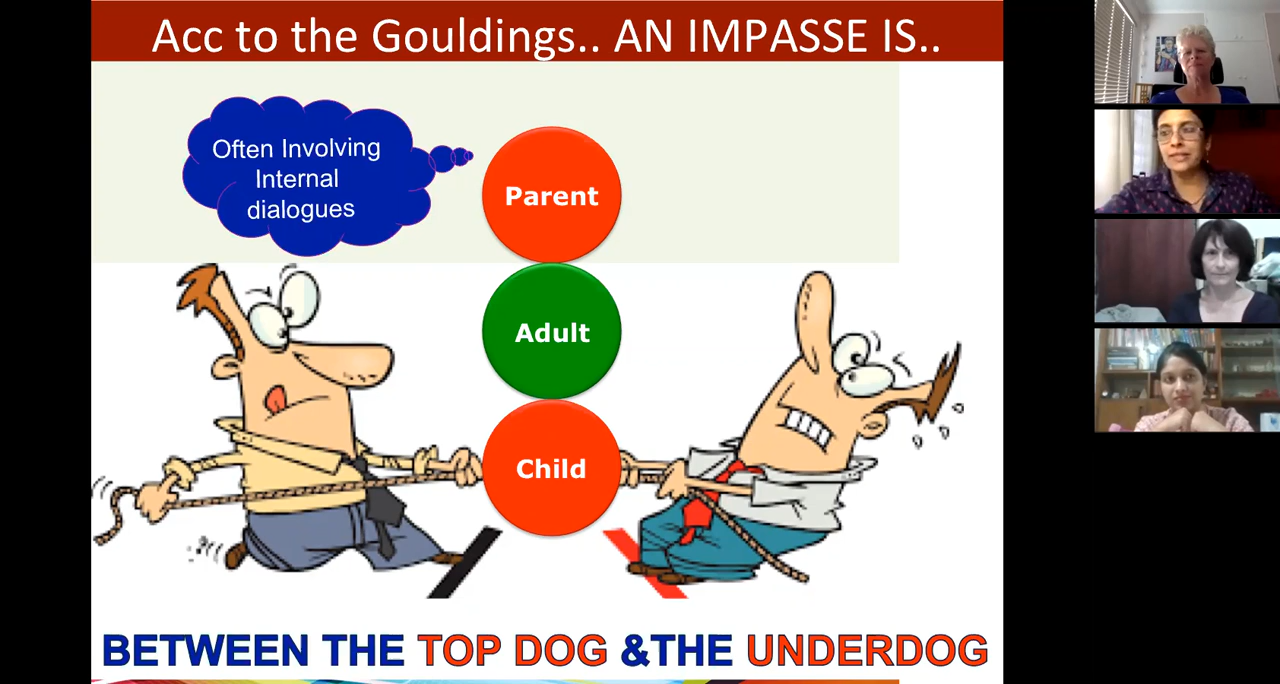 Acc to the Gouldings.. AN IMPASSE IS..
Often Involving
Internal
dialogues
Parent
Adult
Child
BETWEEN THE TOP DOG &THE UNDERDOG